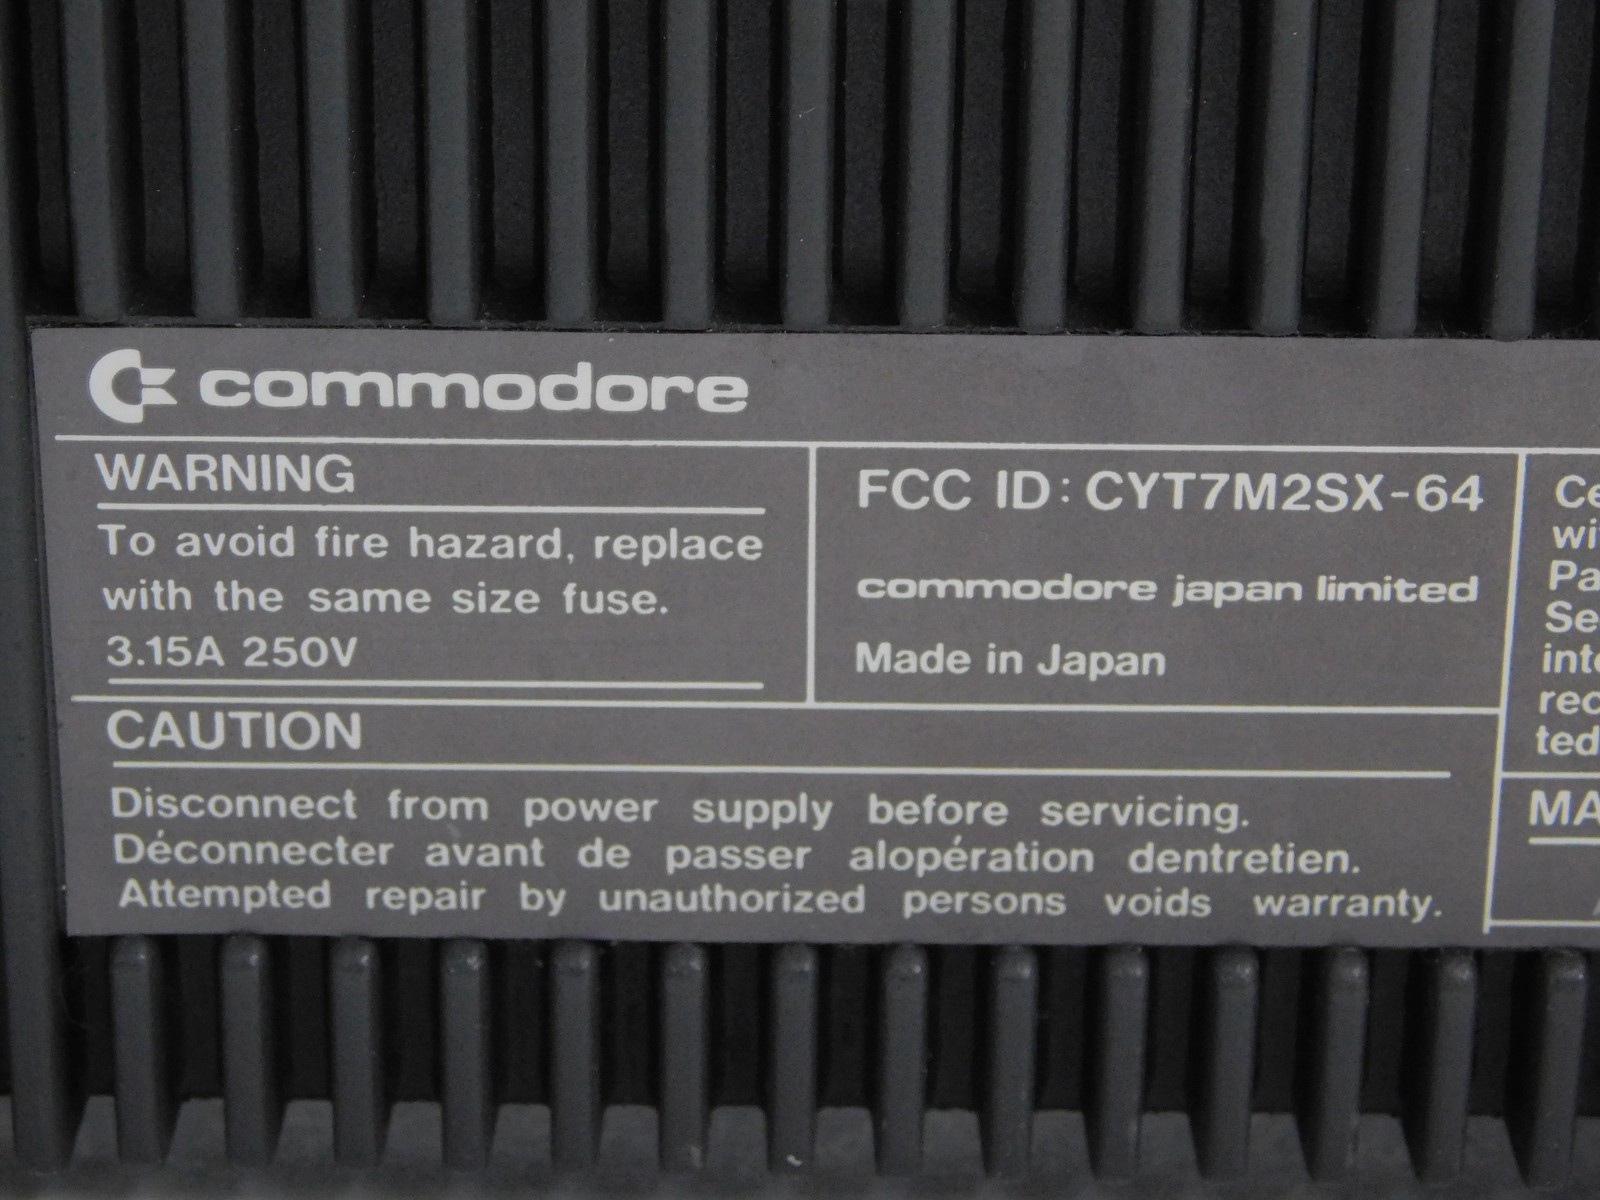 commodore
WARNING
To avoid fire hazard, replace
with the same size fuse.
3.15A 250V
FCC ID: CYT7M2SX-64
commodore japan limited
Made in Japan
CAUTION
Disconnect from power supply before servicing.
Déconnecter avant de passer alopération dentretien.
Attempted repair by unauthorized persons voids warranty.